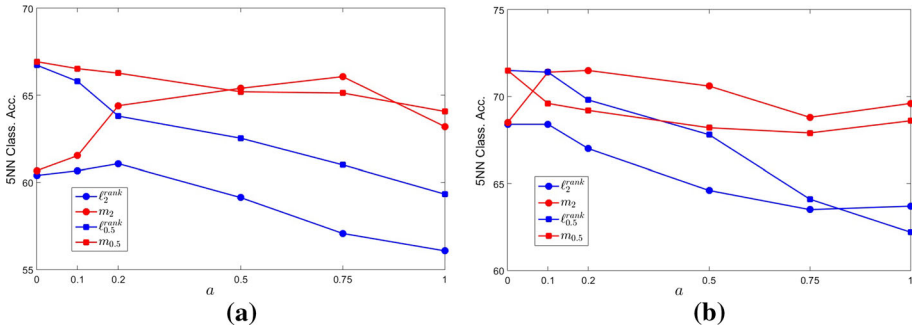 70
65
60
55
5NN Class. Acc.
ℓ₂^rank
m₂
ℓ₀.₅^rank
m₀.₅
0 0.1 0.2 0.5 0.75 1
a
(a)
75
70
65
60
5NN Class. Acc.
ℓ₂^rank
m₂
ℓ₀.₅^rank
m₀.₅
0 0.1 0.2 0.5 0.75 1
a
(b)